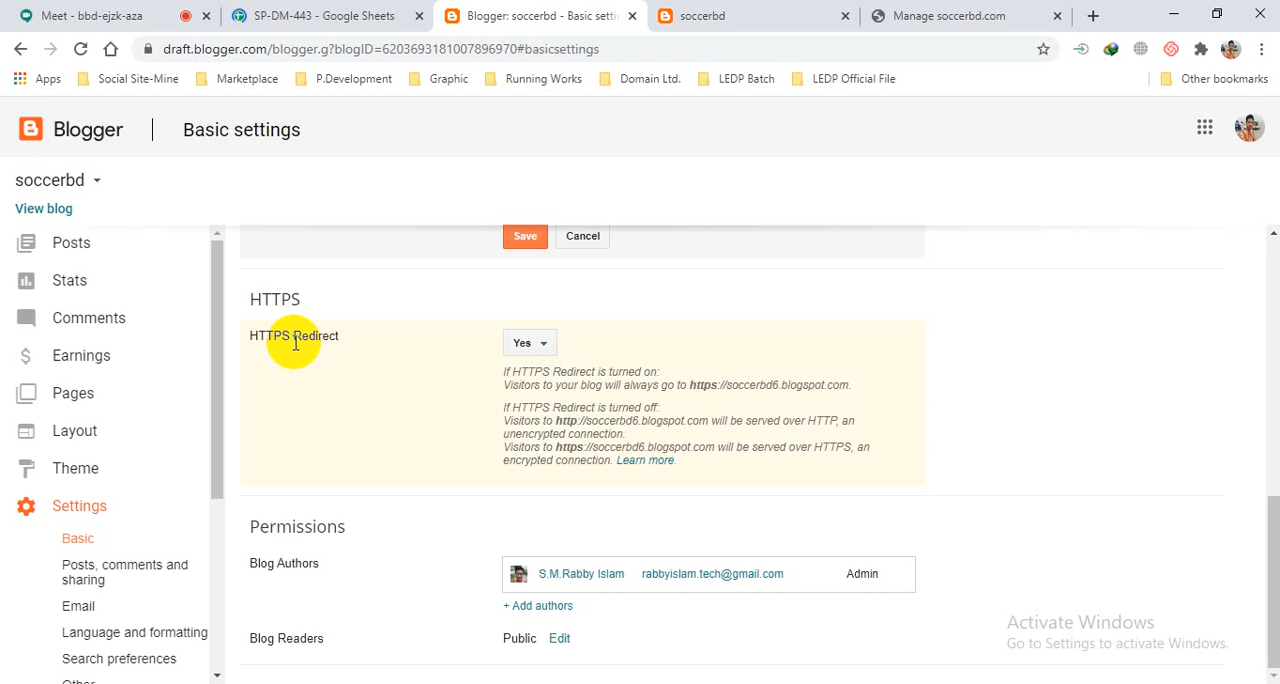 Meet - bbd-ejzk-aza
SP-DM-443 - Google Sheets
Blogger: soccerbd - Basic setti
soccerbd
Manage soccerbd.com
draft.blogger.com/blogger.g?blogID=6203693181007896970#basicsettings
Apps
Social Site-Mine
Marketplace
P.Development
Graphic
Running Works
Domain Ltd.
LEDP Batch
LEDP Official File
Other bookmarks
Blogger
Basic settings
soccerbd
View blog
Posts
Stats
Comments
Earnings
Pages
Layout
Theme
Settings
Basic
Posts, comments and
sharing
Email
Language and formatting
Search preferences
Save
Cancel
HTTPS
HTTPS Redirect
Yes
If HTTPS Redirect is turned on:
Visitors to your blog will always go to https://soccerbd6.blogspot.com.
If HTTPS Redirect is turned off:
Visitors to http://soccerbd6.blogspot.com will be served over HTTP, an
unencrypted connection.
Visitors to https://soccerbd6.blogspot.com will be served over HTTPS, an
encrypted connection. Learn more.
Permissions
Blog Authors
S.M.Rabby Islam rabbyislam.tech@gmail.com Admin
+ Add authors
Blog Readers
Public Edit
Activate Windows
Go to Settings to activate Windows.